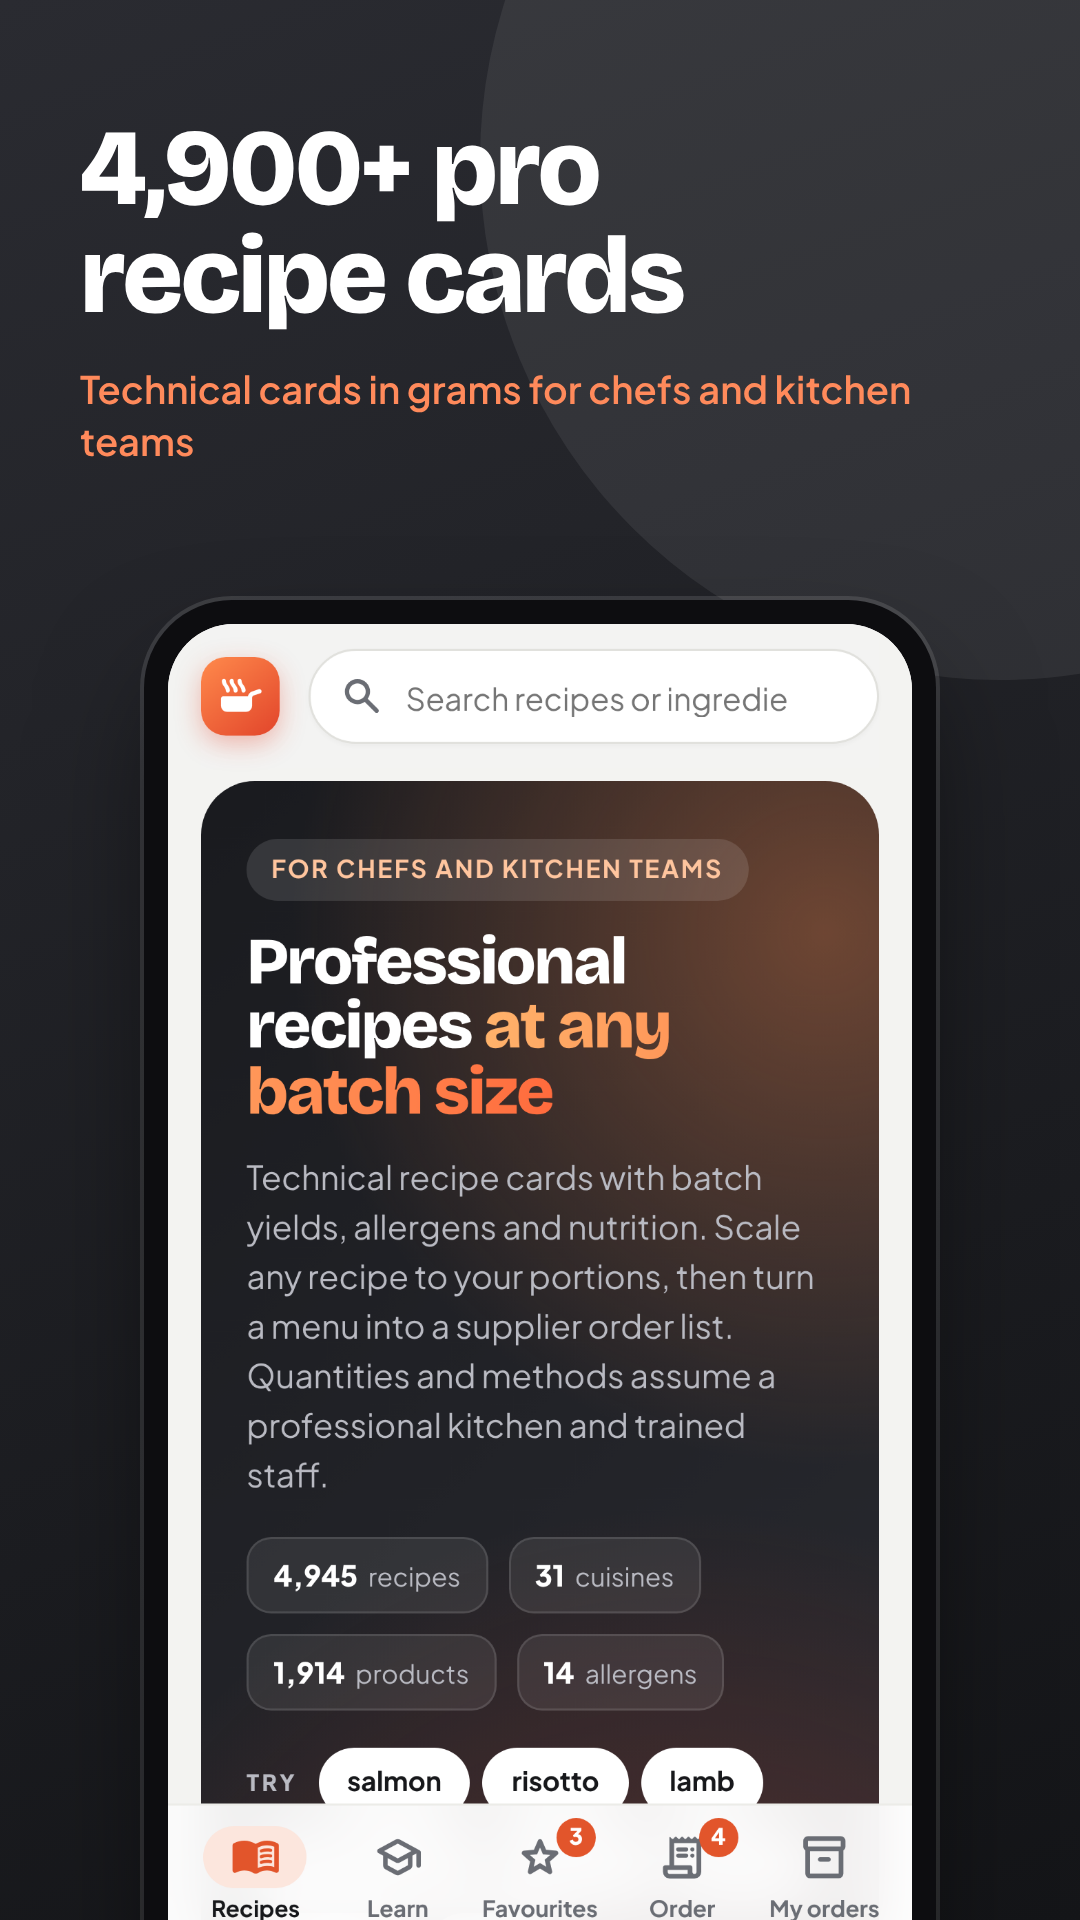 4,900+ pro
recipe cards
Technical cards in grams for chefs and kitchen
teams
Search recipes or ingredie
FOR CHEFS AND KITCHEN TEAMS
Professional
recipes at any
batch size
Technical recipe cards with batch
yields, allergens and nutrition. Scale
any recipe to your portions, then turn
a menu into a supplier order list.
Quantities and methods assume a
professional kitchen and trained
staff.
4,945 recipes
31 cuisines
1,914 products
14 allergens
TRY salmon risotto lamb
3 4
Recipes Learn Favourites Order My orders